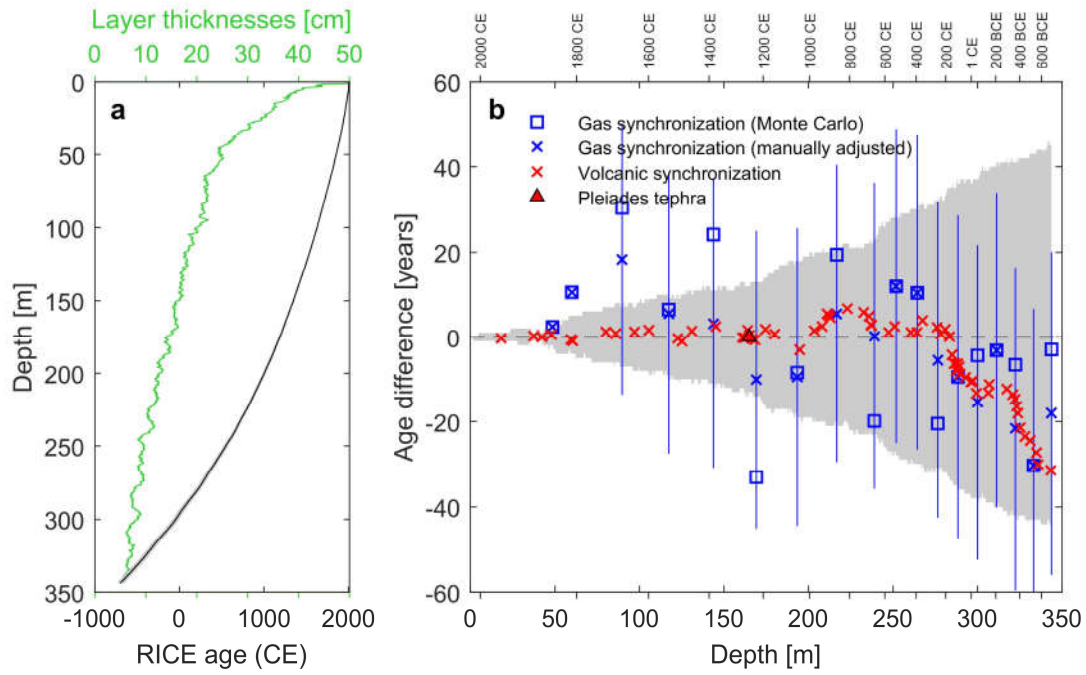 Layer thicknesses [cm]
0 10 20 30 40 50
a
0
50
100
150
200
250
300
350
Depth [m]
-1000 0 1000 2000
RICE age (CE)
2000 CE
1800 CE
1600 CE
1400 CE
1200 CE
1000 CE
800 CE
600 CE
400 CE
200 CE
1 CE
200 BCE
400 BCE
600 BCE
b
Gas synchronization (Monte Carlo)
Gas synchronization (manually adjusted)
Volcanic synchronization
Pleiades tephra
60
40
20
0
-20
-40
-60
Age difference [years]
0 50 100 150 200 250 300 350
Depth [m]